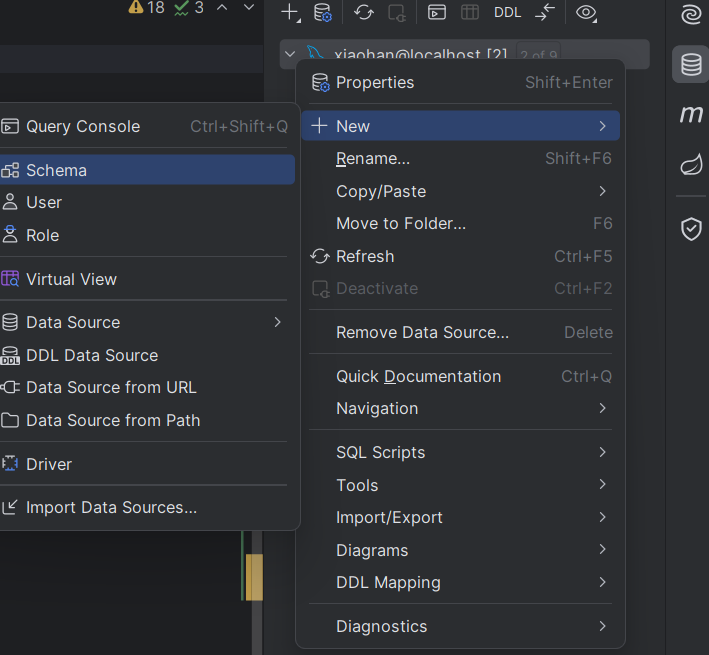 18 3
DDL
xiaohan@localhost [2] 2 of 9
Properties Shift+Enter
New
Rename... Shift+F6
Copy/Paste
Move to Folder... F6
Refresh Ctrl+F5
Deactivate Ctrl+F2
Remove Data Source... Delete
Quick Documentation Ctrl+Q
Navigation
SQL Scripts
Tools
Import/Export
Diagrams
DDL Mapping
Diagnostics
Query Console Ctrl+Shift+Q
Schema
User
Role
Virtual View
Data Source
DDL Data Source
Data Source from URL
Data Source from Path
Driver
Import Data Sources...
m